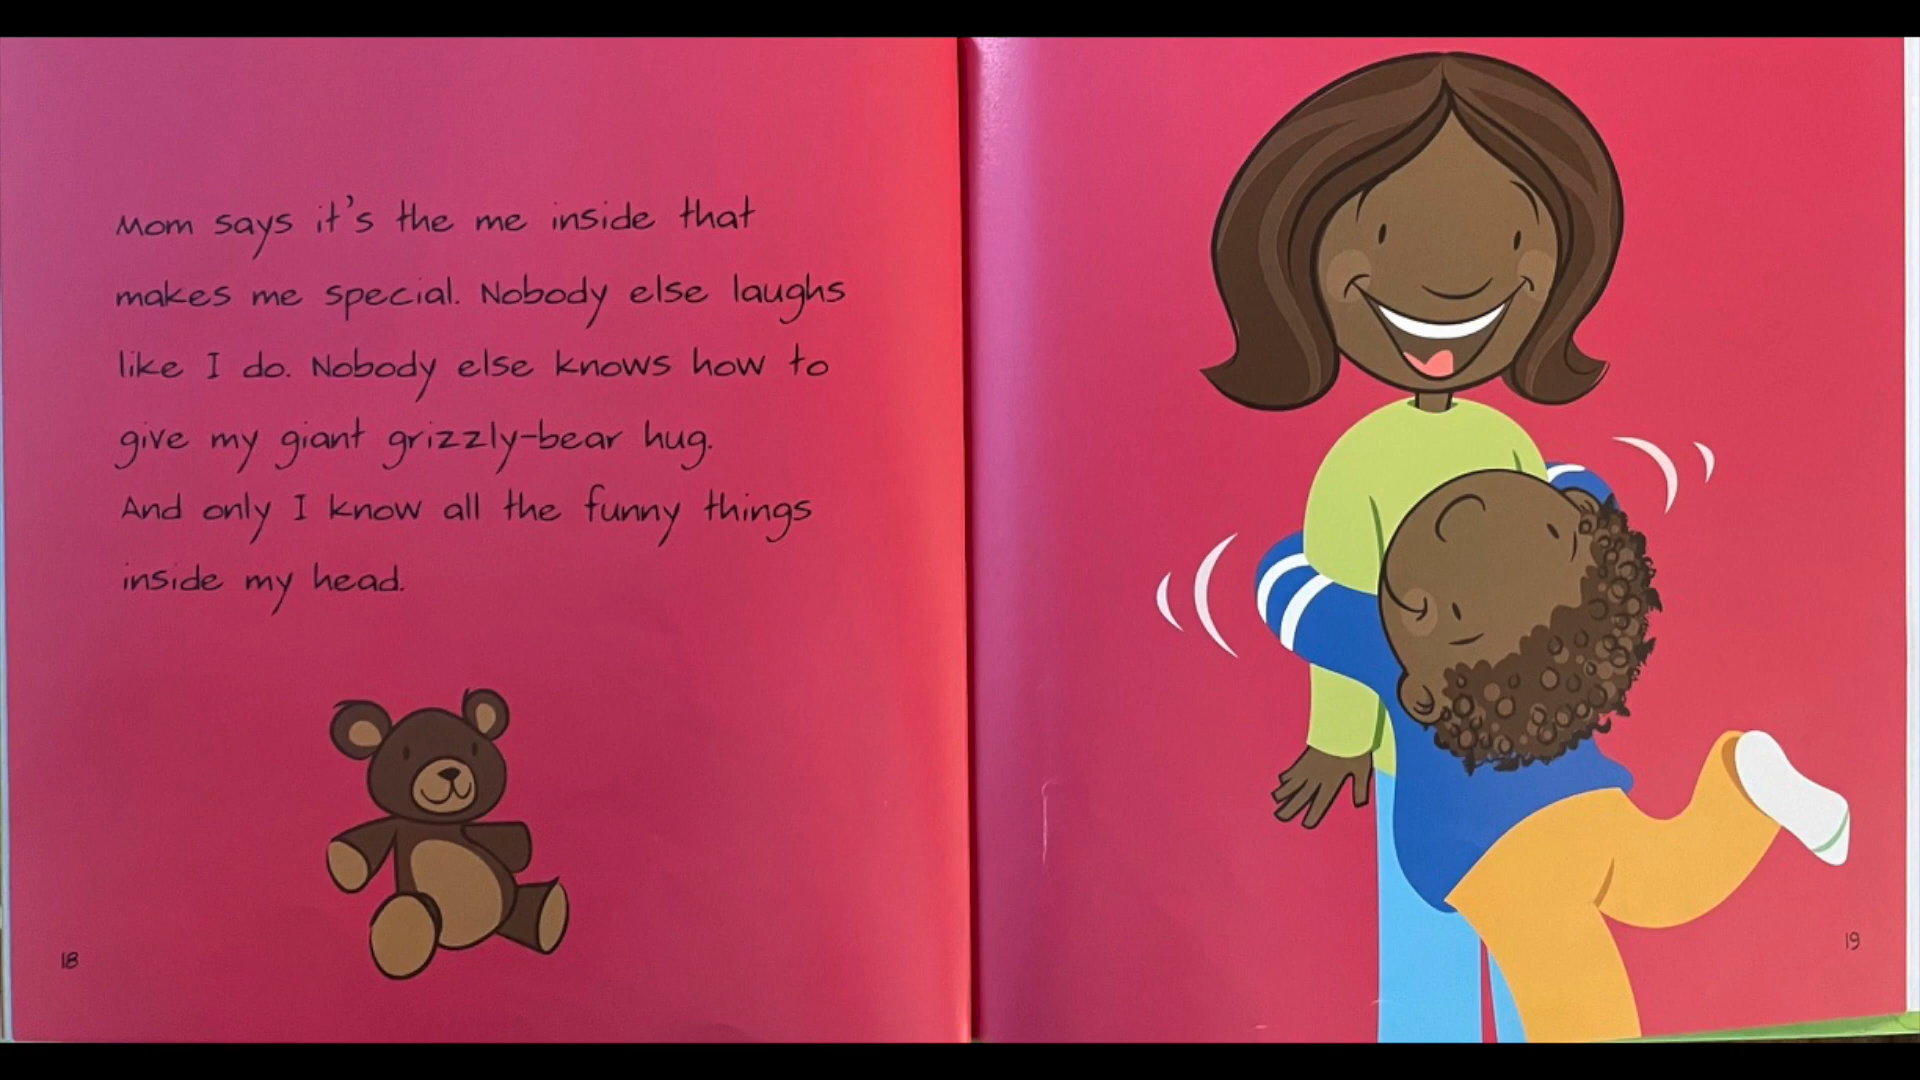 Mom says it's the me inside that
makes me special. Nobody else laughs
like I do. Nobody else knows how to
give my giant grizzly-bear hug.
And only I know all the funny things
inside my head.
18
19